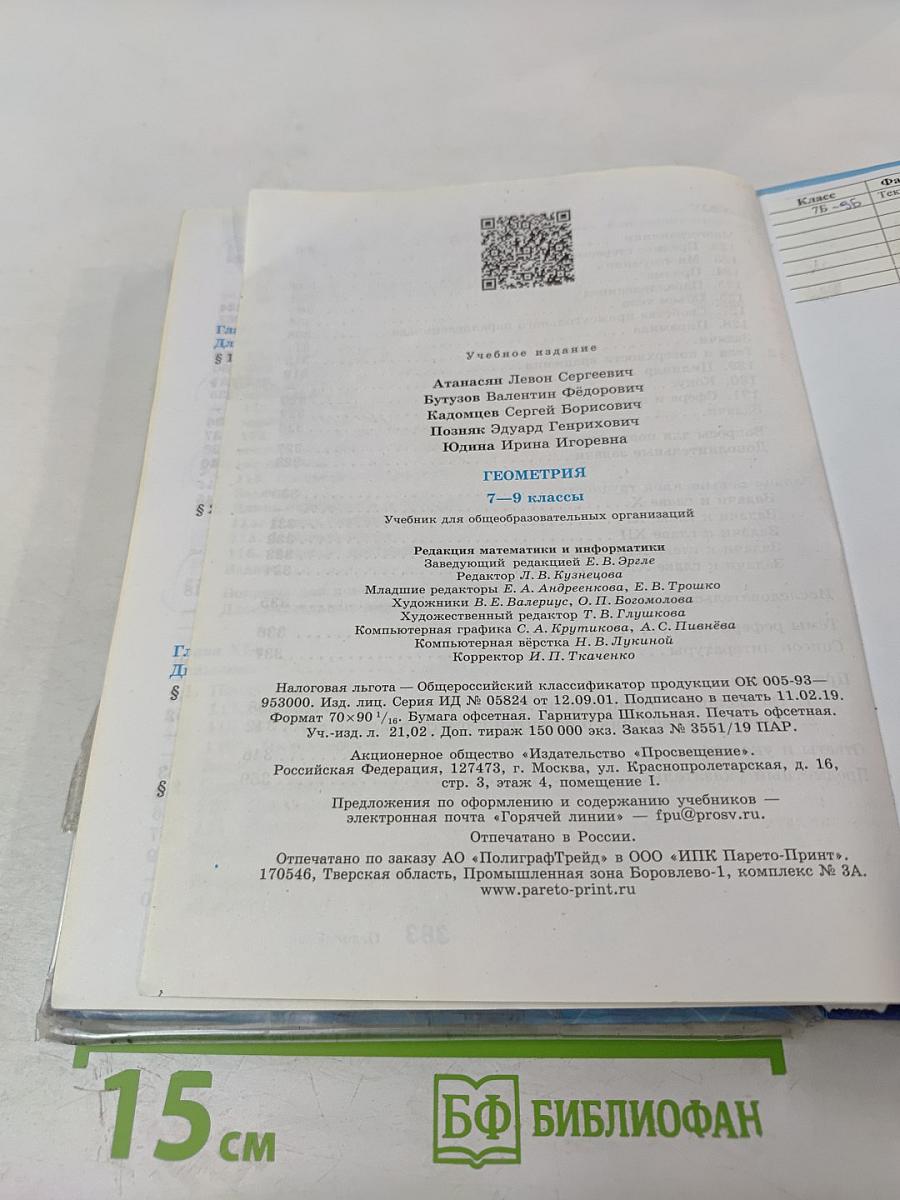 Учебное издание
Атанасян Левон Сергеевич
Бутузов Валентин Фёдорович
Кадомцев Сергей Борисович
Позняк Эдуард Генрихович
Юдина Ирина Игоревна
ГЕОМЕТРИЯ
7—9 классы
Учебник для общеобразовательных организаций
Редакция математики и информатики
Заведующий редакцией Е. В. Эргле
Редактор Л. В. Кузнецова
Младшие редакторы Е. А. Андреенкова, Е. В. Трошко
Художники В. Е. Валериус, О. П. Богомолова
Художественный редактор Т. В. Глушкова
Компьютерная графика С. А. Крутикова, А. С. Пивнёва
Компьютерная вёрстка Н. В. Лукиной
Корректор И. П. Ткаченко
Налоговая льгота — Общероссийский классификатор продукции ОК 005-93—
953000. Изд. лиц. Серия ИД № 05824 от 12.09.01. Подписано в печать 11.02.19.
Формат 70×90 1/16. Бумага офсетная. Гарнитура Школьная. Печать офсетная.
Уч.-изд. л. 21,02. Доп. тираж 150 000 экз. Заказ № 3551/19 ПАР.
Акционерное общество «Издательство «Просвещение».
Российская Федерация, 127473, г. Москва, ул. Краснопролетарская, д. 16,
стр. 3, этаж 4, помещение I.
Предложения по оформлению и содержанию учебников —
электронная почта «Горячей линии» — fpu@prosv.ru.
Отпечатано в России.
Отпечатано по заказу АО «ПолиграфТрейд» в ООО «ИПК Парето-Принт».
170546, Тверская область, Промышленная зона Боровлево-1, комплекс № 3А.
www.pareto-print.ru
Класс
7Б-9Б
15 см
БФ БИБЛИОФАН